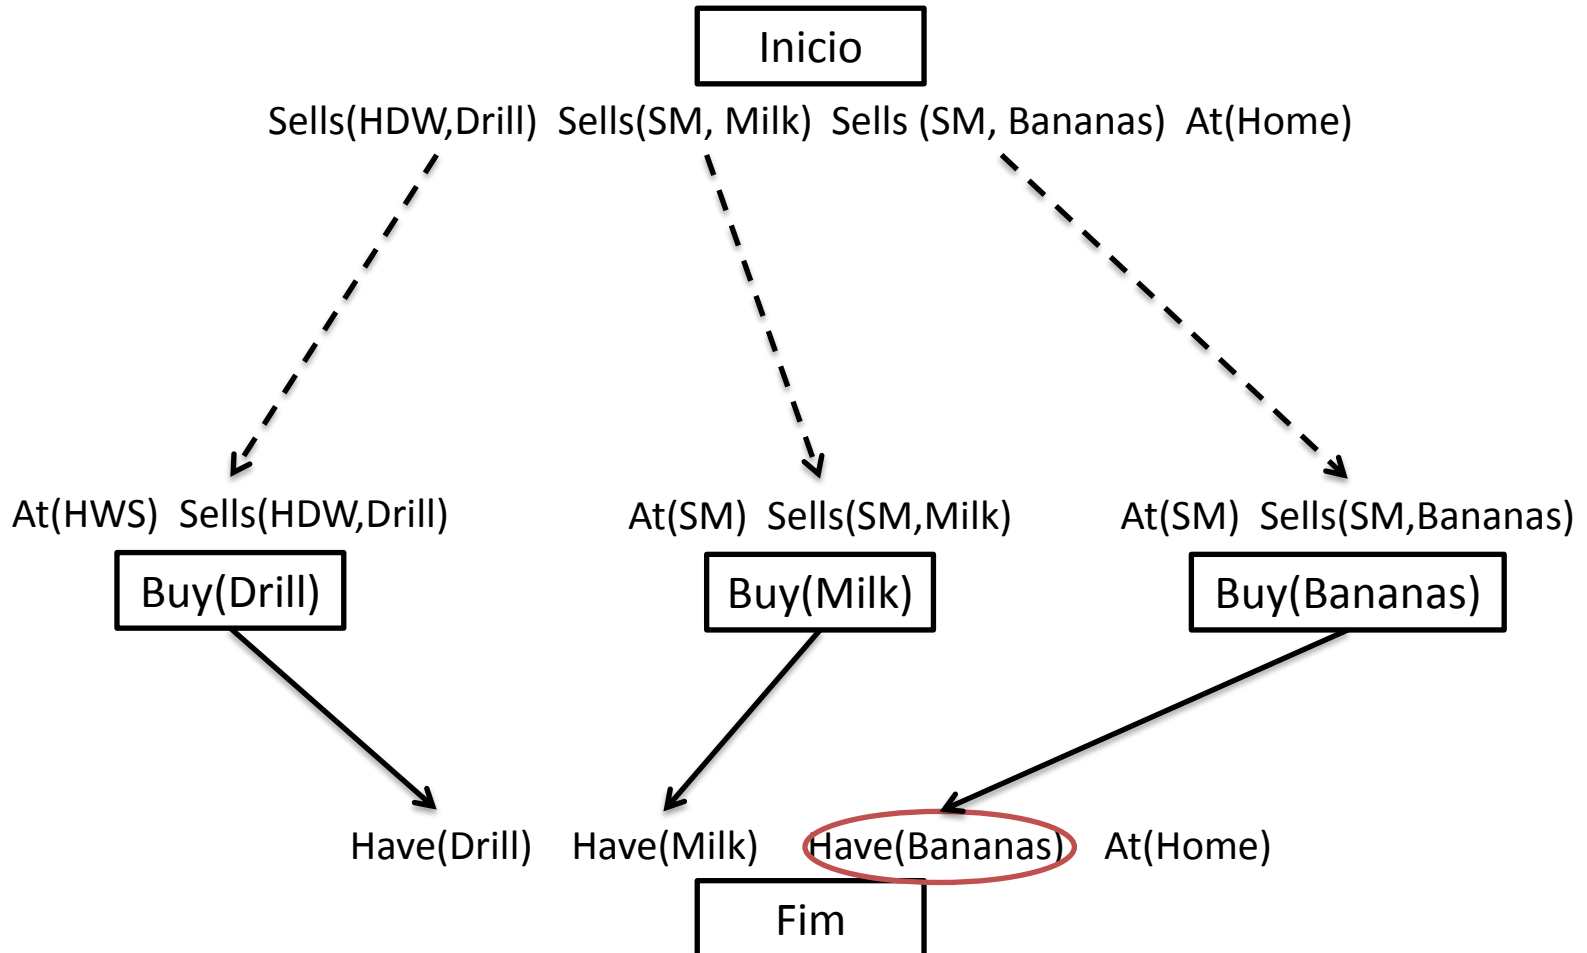 Inicio
Sells(HDW,Drill) Sells(SM, Milk) Sells (SM, Bananas) At(Home)
At(HWS) Sells(HDW,Drill) At(SM) Sells(SM,Milk) At(SM) Sells(SM,Bananas)
Buy(Drill) Buy(Milk) Buy(Bananas)
Have(Drill) Have(Milk) Have(Bananas) At(Home)
Fim